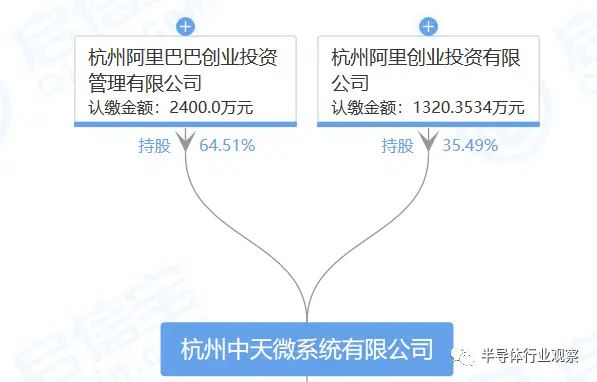 杭州阿里巴巴创业投资
管理有限公司
认缴金额：2400.0万元
杭州阿里创业投资有限
公司
认缴金额：1320.3534万元
持股 64.51%
持股 35.49%
杭州中天微系统有限公司
半导体行业观察
启信宝